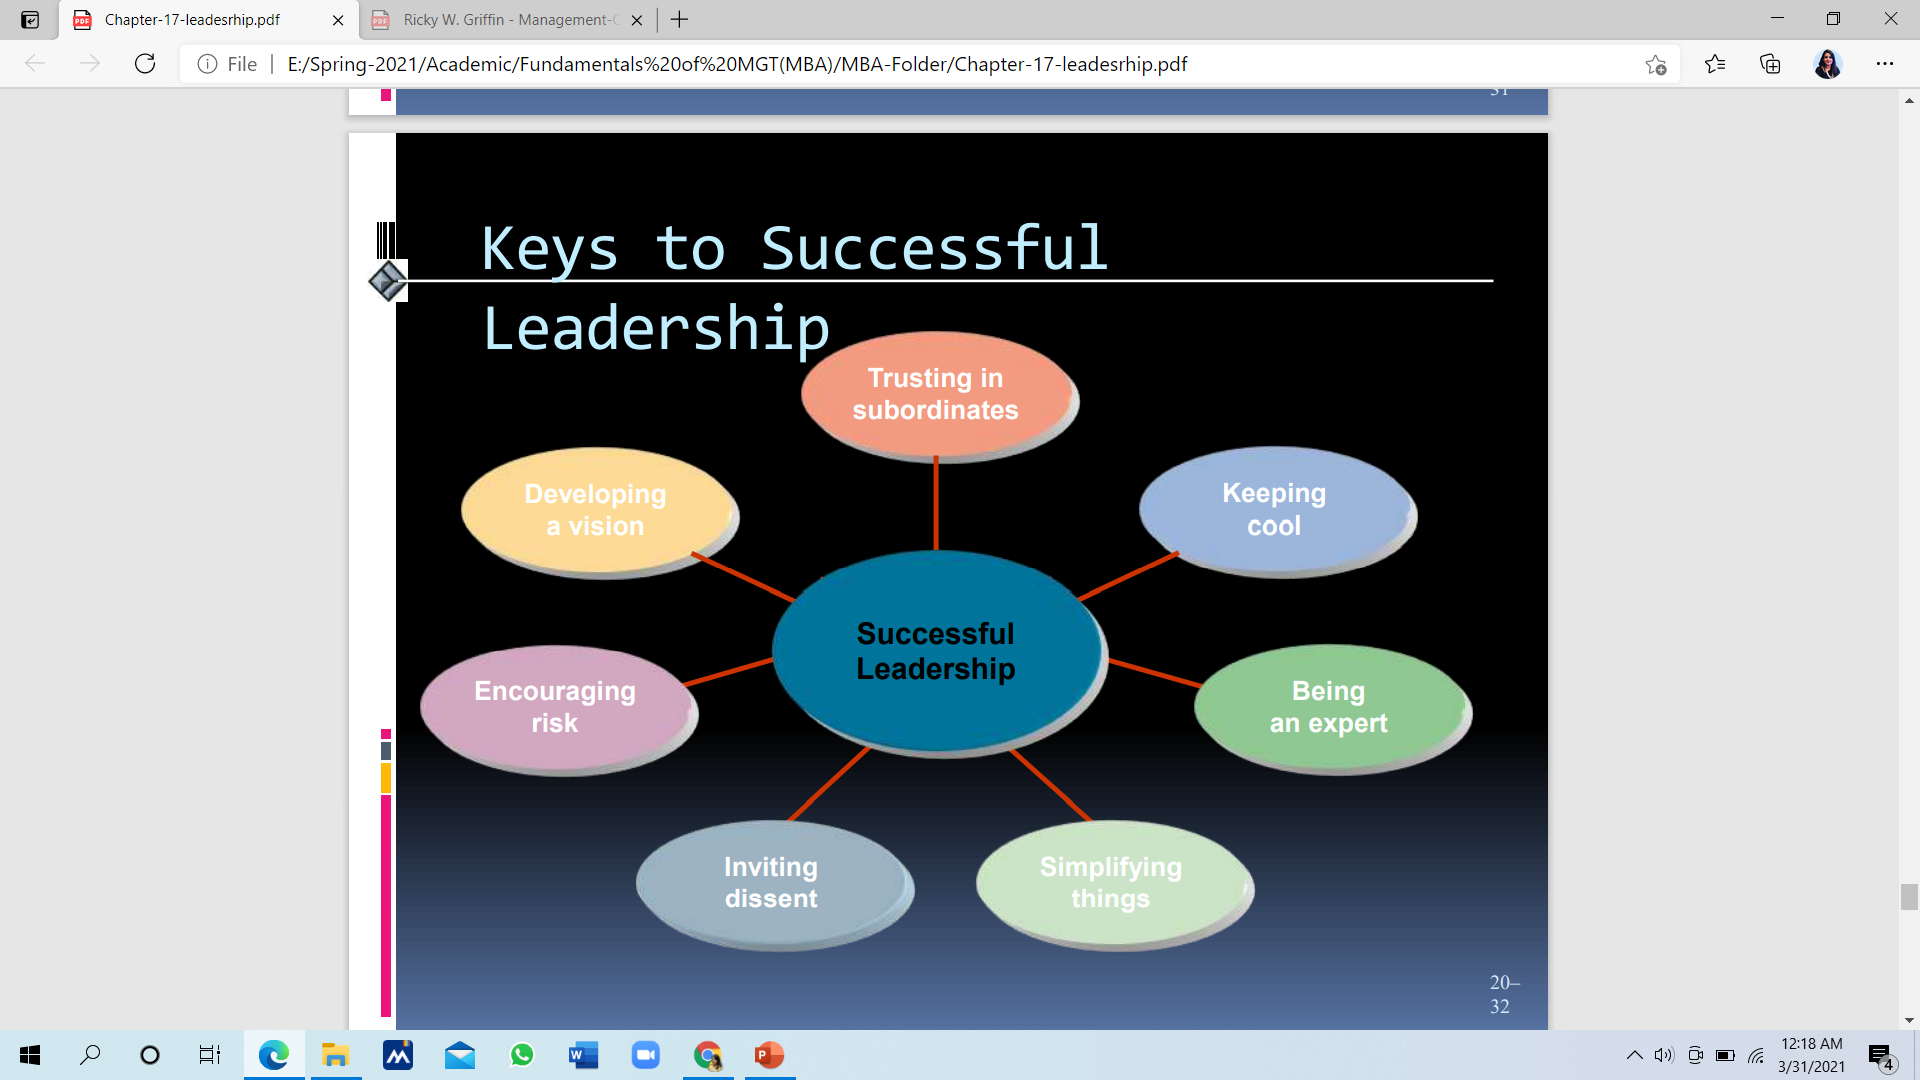 Chapter-17-leadesrhip.pdf
Ricky W. Griffin - Management-
File
E:/Spring-2021/Academic/Fundamentals%20of%20MGT(MBA)/MBA-Folder/Chapter-17-leadesrhip.pdf
31
Keys to Successful
Leadership
Trusting in
subordinates
Developing
a vision
Keeping
cool
Successful
Leadership
Encouraging
risk
Being
an expert
Inviting
dissent
Simplifying
things
20–
32
12:18 AM
3/31/2021
4